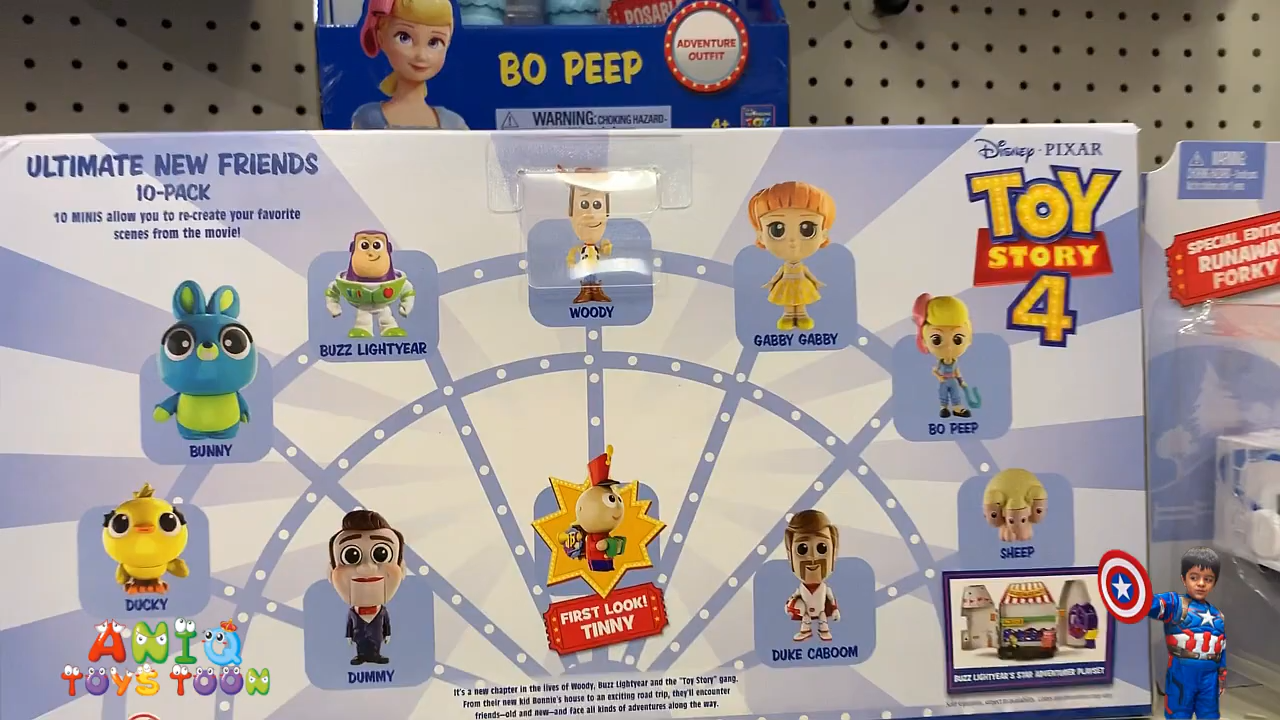 POSABL
ADVENTURE
OUTFIT
BO PEEP
WARNING: CHOKING HAZARD-
4+
ULTIMATE NEW FRIENDS
10-PACK
10 MINIS allow you to re-create your favorite
scenes from the movie!
Disney · PIXAR
TOY
STORY
4
WARNING:
SPECIAL EDITI
RUNAWA
FORKY
WOODY
BUZZ LIGHTYEAR
GABBY GABBY
BO PEEP
BUNNY
SHEEP
DUCKY
FIRST LOOK!
TINNY
DUMMY
DUKE CABOOM
BUZZ LIGHTYEAR'S STAR ADVENTURER PLAYSET
It's a new chapter in the lives of Woody, Buzz Lightyear and the "Toy Story" gang.
From their new kid Bonnie's house to an exciting road trip, they'll encounter
friends—old and new—and face all kinds of adventures along the way.
ANIQ
TOYS TOON